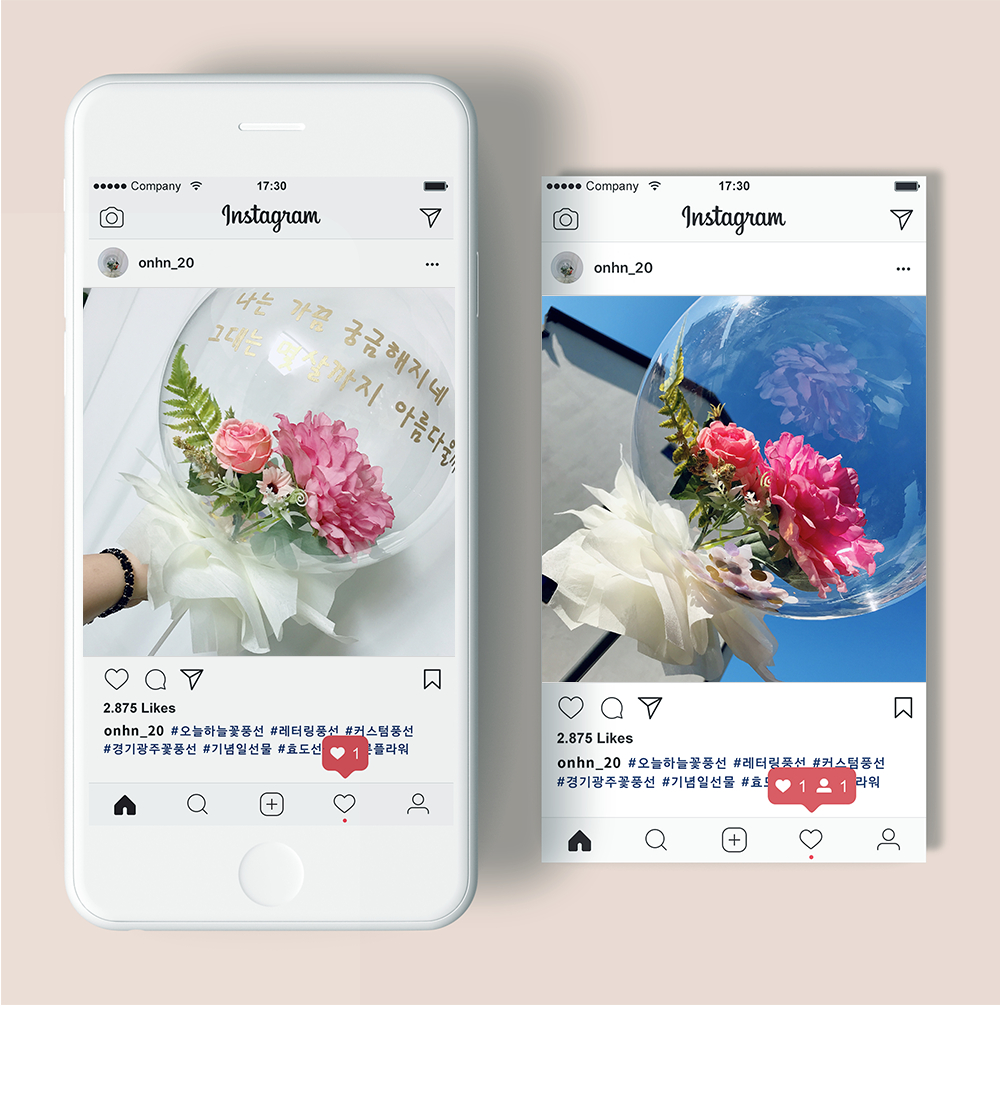 Company
17:30
Instagram
onhn_20
나는 가끔 궁금해지네
그대는 몇살까지 아름다울
2.875 Likes
onhn_20 #오늘하늘꽃풍선 #레터링풍선 #커스텀풍선
#경기광주꽃풍선 #기념일선물 #효도선 플라워
1
Company
17:30
Instagram
onhn_20
2.875 Likes
onhn_20 #오늘하늘꽃풍선 #레터링풍선 #커스텀풍선
#경기광주꽃풍선 #기념일선물 #효도 라워
1 1